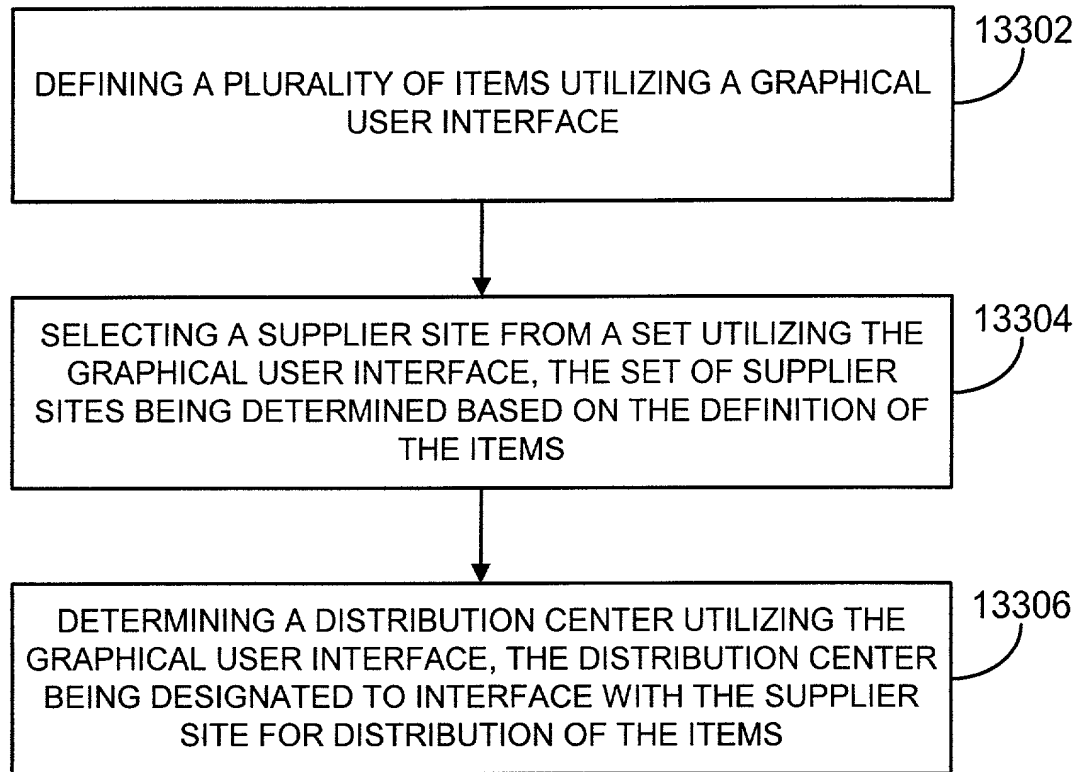 13302
DEFINING A PLURALITY OF ITEMS UTILIZING A GRAPHICAL
USER INTERFACE
13304
SELECTING A SUPPLIER SITE FROM A SET UTILIZING THE
GRAPHICAL USER INTERFACE, THE SET OF SUPPLIER
SITES BEING DETERMINED BASED ON THE DEFINITION OF
THE ITEMS
13306
DETERMINING A DISTRIBUTION CENTER UTILIZING THE
GRAPHICAL USER INTERFACE, THE DISTRIBUTION CENTER
BEING DESIGNATED TO INTERFACE WITH THE SUPPLIER
SITE FOR DISTRIBUTION OF THE ITEMS